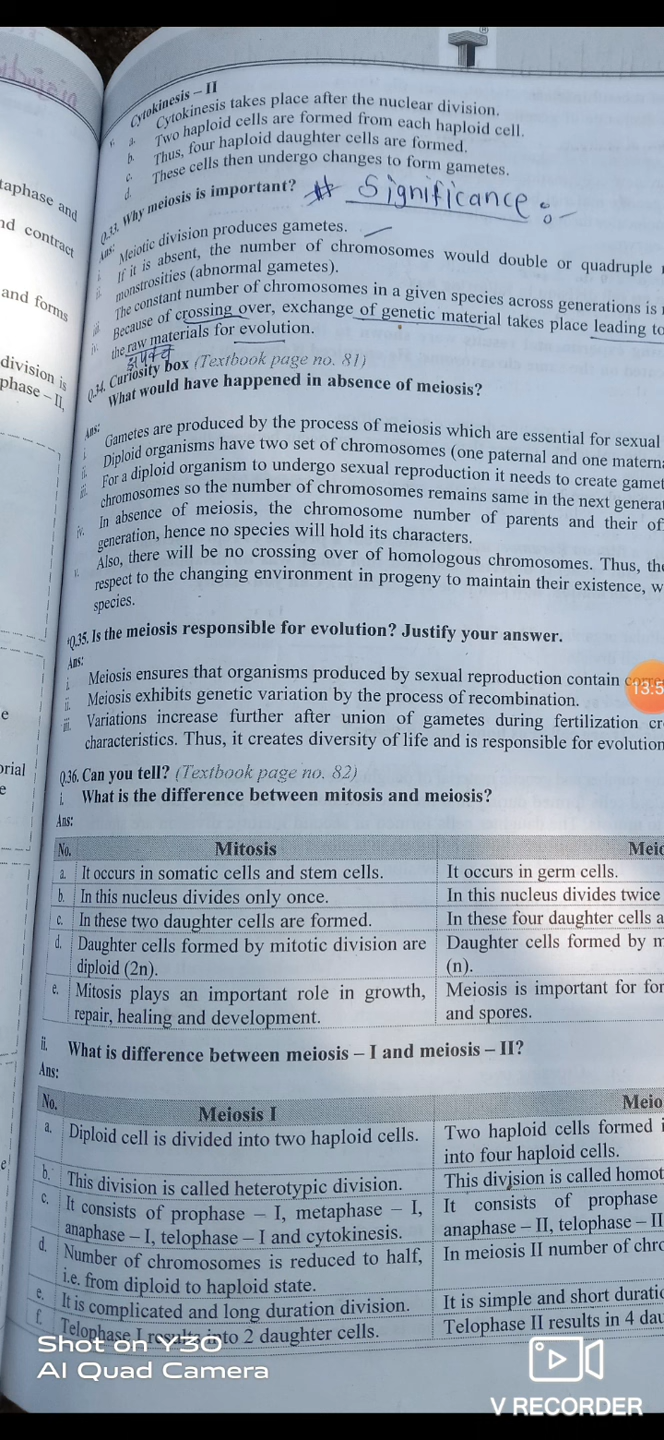 T
Cytokinesis – II
a. Cytokinesis takes place after the nuclear division.
b. Two haploid cells are formed from each haploid cell.
c. Thus, four haploid daughter cells are formed.
d. These cells then undergo changes to form gametes.
Q.33. Why meiosis is important? # Significance :-
Ans:
i. Meiotic division produces gametes.
ii. If it is absent, the number of chromosomes would double or quadruple
monstrosities (abnormal gametes).
iii. The constant number of chromosomes in a given species across generations is
iv. Because of crossing over, exchange of genetic material takes place leading to
the raw materials for evolution.
Q.34. Curiosity box (Textbook page no. 81)
What would have happened in absence of meiosis?
Ans:
i. Gametes are produced by the process of meiosis which are essential for sexual
ii. Diploid organisms have two set of chromosomes (one paternal and one materna
iii. For a diploid organism to undergo sexual reproduction it needs to create gamet
chromosomes so the number of chromosomes remains same in the next genera
iv. In absence of meiosis, the chromosome number of parents and their of
generation, hence no species will hold its characters.
v. Also, there will be no crossing over of homologous chromosomes. Thus, the
respect to the changing environment in progeny to maintain their existence, w
species.
*Q.35. Is the meiosis responsible for evolution? Justify your answer.
Ans:
i. Meiosis ensures that organisms produced by sexual reproduction contain
13:5
ii. Meiosis exhibits genetic variation by the process of recombination.
iii. Variations increase further after union of gametes during fertilization cr
characteristics. Thus, it creates diversity of life and is responsible for evolution
Q.36. Can you tell? (Textbook page no. 82)
i. What is the difference between mitosis and meiosis?
Ans:
No. Mitosis Meio
a. It occurs in somatic cells and stem cells. It occurs in germ cells.
b. In this nucleus divides only once. In this nucleus divides twice
c. In these two daughter cells are formed. In these four daughter cells a
d. Daughter cells formed by mitotic division are Daughter cells formed by m
diploid (2n). (n).
e. Mitosis plays an important role in growth, Meiosis is important for for
repair, healing and development. and spores.
ii. What is difference between meiosis – I and meiosis – II?
Ans:
No. Meiosis I Meio
a. Diploid cell is divided into two haploid cells. Two haploid cells formed i
into four haploid cells.
b. This division is called heterotypic division. This division is called homot
c. It consists of prophase – I, metaphase – I, It consists of prophase
anaphase – I, telophase – I and cytokinesis. anaphase – II, telophase – II
d. Number of chromosomes is reduced to half, In meiosis II number of chro
i.e. from diploid to haploid state.
e. It is complicated and long duration division. It is simple and short duratio
f. Telophase I results into 2 daughter cells. Telophase II results in 4 dau
taphase and
nd contract
and forms
division is
phase – II,
e
orial
e
e
Shot on Y30
AI Quad Camera
V RECORDER